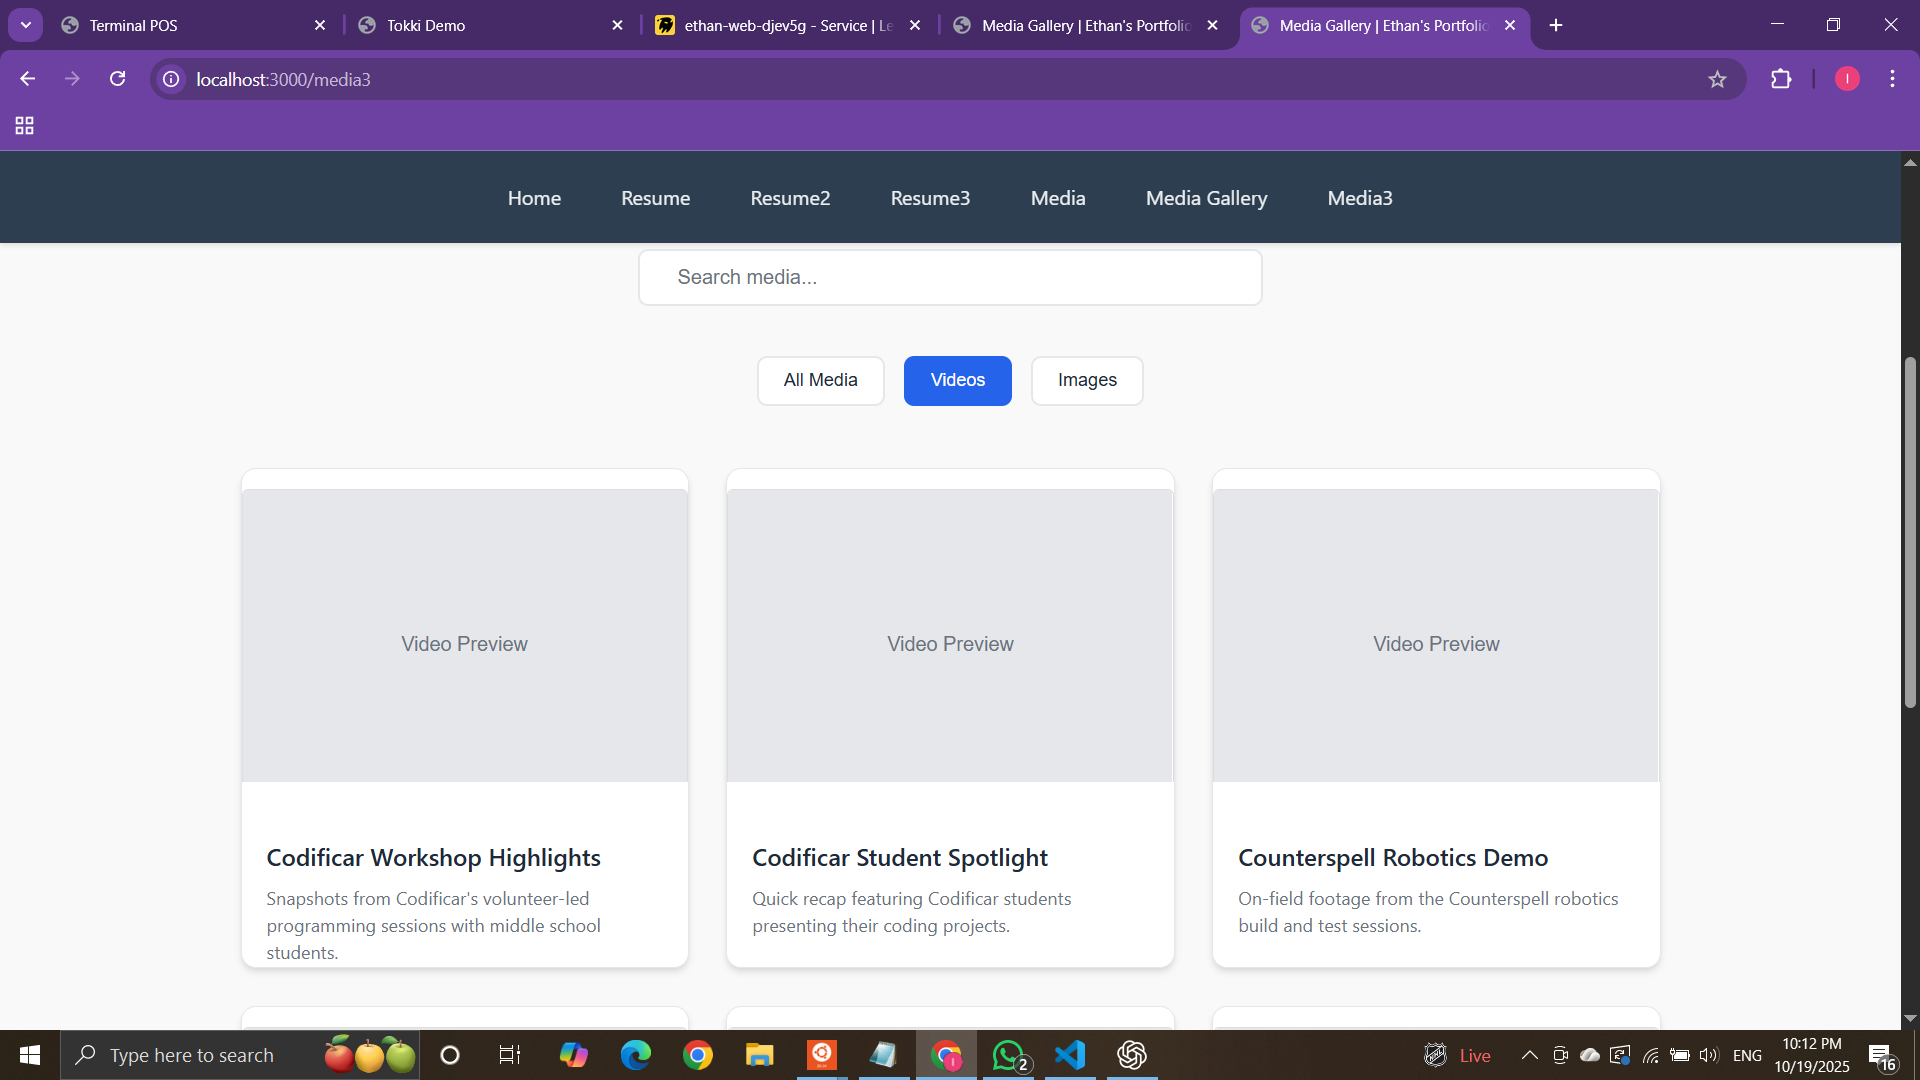 Terminal POS
Tokki Demo
ethan-web-djev5g - Service | Le
Media Gallery | Ethan's Portfolio
Media Gallery | Ethan's Portfolio
localhost:3000/media3
I
Home
Resume
Resume2
Resume3
Media
Media Gallery
Media3
Search media...
All Media
Videos
Images
Video Preview
Video Preview
Video Preview
Codificar Workshop Highlights
Snapshots from Codificar's volunteer-led
programming sessions with middle school
students.
Codificar Student Spotlight
Quick recap featuring Codificar students
presenting their coding projects.
Counterspell Robotics Demo
On-field footage from the Counterspell robotics
build and test sessions.
Type here to search
2
Live
ENG
10:12 PM
10/19/2025
16